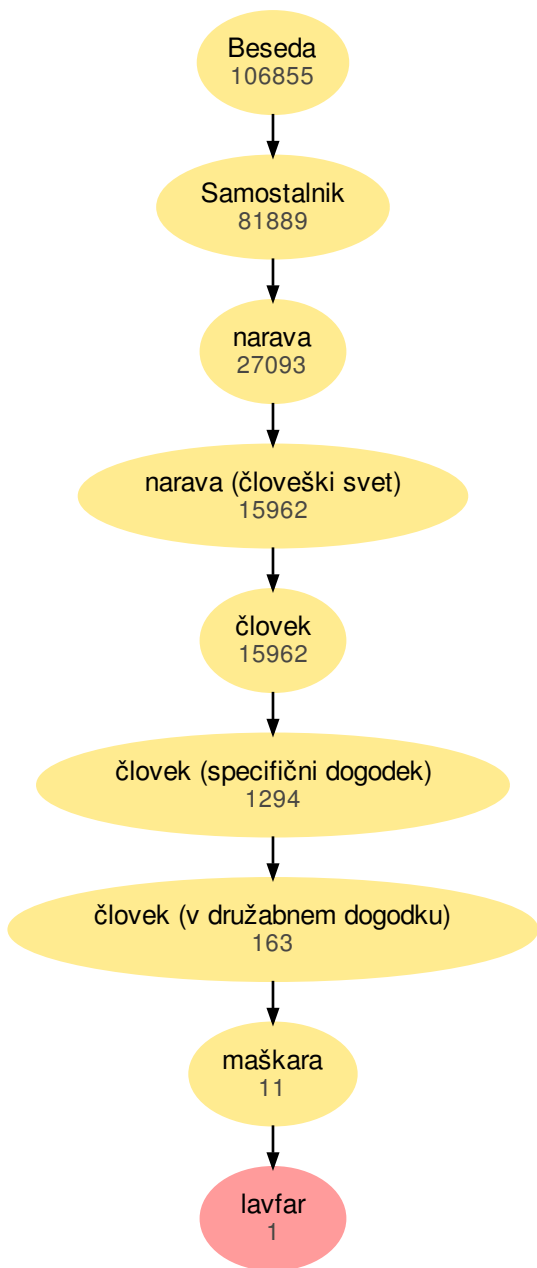 Beseda
106855
Samostalnik
81889
narava
27093
narava (človeški svet)
15962
človek
15962
človek (specifični dogodek)
1294
človek (v družabnem dogodku)
163
maškara
11
lavfar
1